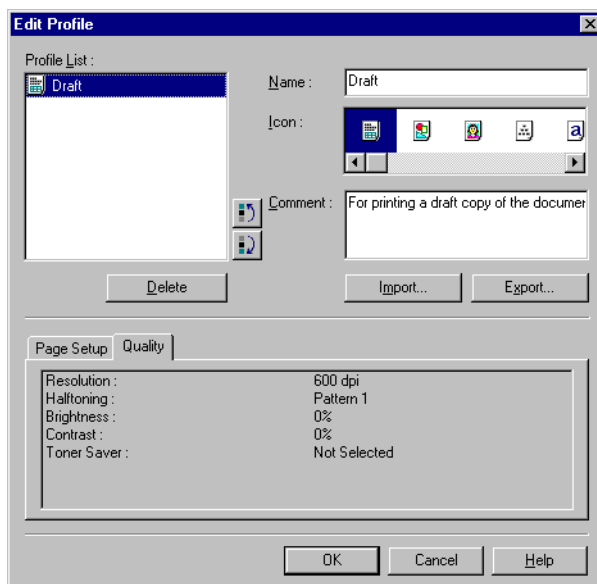 Edit Profile
Profile List :
Draft
Name :
Draft
Icon :
a
Comment :
For printing a draft copy of the documen
Delete
Import...
Export...
Page Setup
Quality
Resolution : 600 dpi
Halftoning : Pattern 1
Brightness : 0%
Contrast : 0%
Toner Saver : Not Selected
OK
Cancel
Help